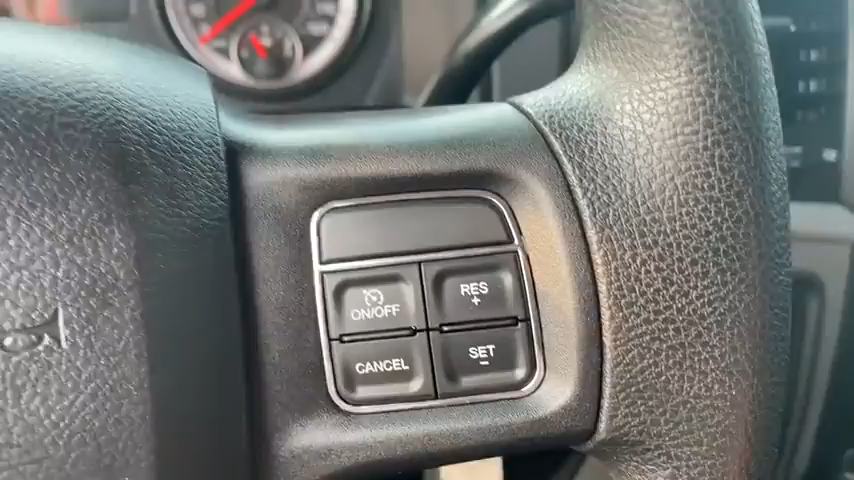 ON/OFF
RES
+
CANCEL
SET
-